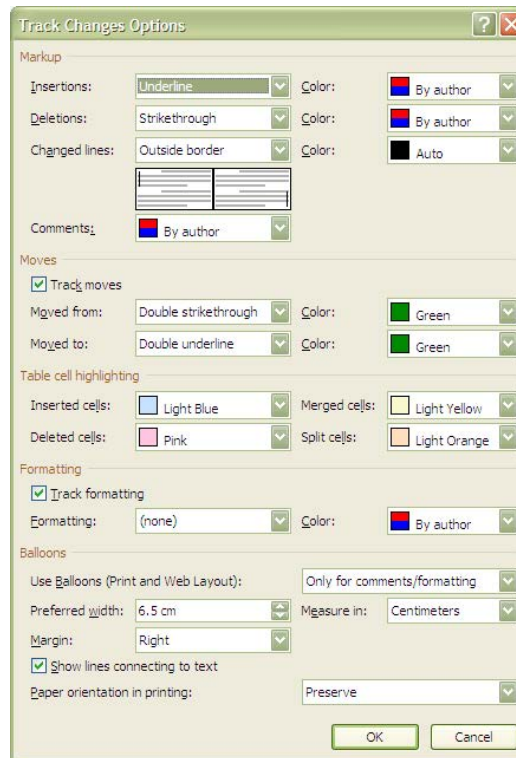 Track Changes Options
Markup
Insertions: Underline Color: By author
Deletions: Strikethrough Color: By author
Changed lines: Outside border Color: Auto
Comments: By author
Moves
Track moves
Moved from: Double strikethrough Color: Green
Moved to: Double underline Color: Green
Table cell highlighting
Inserted cells: Light Blue Merged cells: Light Yellow
Deleted cells: Pink Split cells: Light Orange
Formatting
Track formatting
Formatting: (none) Color: By author
Balloons
Use Balloons (Print and Web Layout): Only for comments/formatting
Preferred width: 6.5 cm Measure in: Centimeters
Margin: Right
Show lines connecting to text
Paper orientation in printing: Preserve
OK Cancel